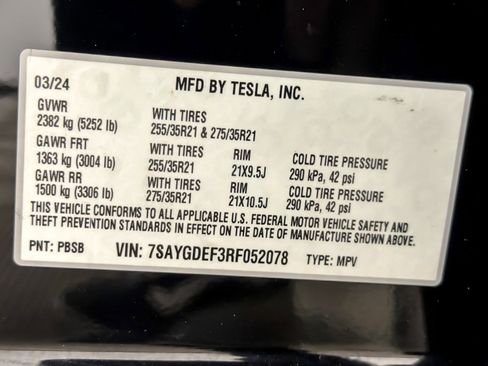 03/24 MFD BY TESLA, INC.
GVWR WITH TIRES
2382 kg (5252 lb) 255/35R21 & 275/35R21
GAWR FRT WITH TIRES RIM COLD TIRE PRESSURE
1363 kg (3004 lb) 255/35R21 21X9.5J 290 kPa, 42 psi
GAWR RR WITH TIRES RIM COLD TIRE PRESSURE
1500 kg (3306 lb) 275/35R21 21X10.5J 290 kPa, 42 psi
THIS VEHICLE CONFORMS TO ALL APPLICABLE U.S. FEDERAL MOTOR VEHICLE SAFETY AND
THEFT PREVENTION STANDARDS IN EFFECT ON THE DATE OF MANUFACTURE SHOWN ABOVE.
PNT: PBSB VIN: 7SAYGDEF3RF052078 TYPE: MPV